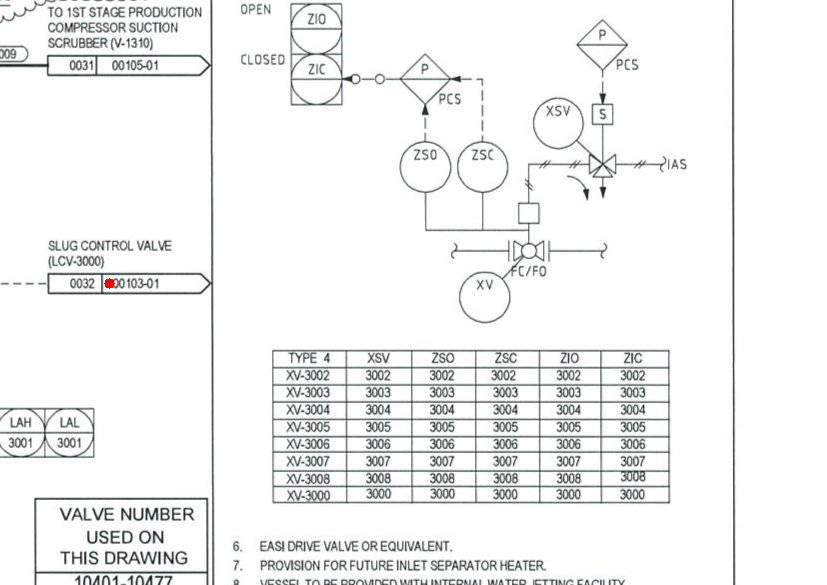 TO 1ST STAGE PRODUCTION
COMPRESSOR SUCTION
SCRUBBER (V-1310)
009
0031 00105-01
SLUG CONTROL VALVE
(LCV-3000)
0032 00103-01
LAH LAL
3001 3001
VALVE NUMBER
USED ON
THIS DRAWING
10401-10477
OPEN
ZIO
CLOSED
ZIC
P
PCS
P
PCS
XSV
S
ZSO
ZSC
IAS
FC/FO
XV
TYPE 4 XSV ZSO ZSC ZIO ZIC
XV-3002 3002 3002 3002 3002 3002
XV-3003 3003 3003 3003 3003 3003
XV-3004 3004 3004 3004 3004 3004
XV-3005 3005 3005 3005 3005 3005
XV-3006 3006 3006 3006 3006 3006
XV-3007 3007 3007 3007 3007 3007
XV-3008 3008 3008 3008 3008 3008
XV-3000 3000 3000 3000 3000 3000
6. EASI DRIVE VALVE OR EQUIVALENT.
7. PROVISION FOR FUTURE INLET SEPARATOR HEATER.
8. VESSEL TO BE PROVIDED WITH INTERNAL WATER JETTING FACILITY